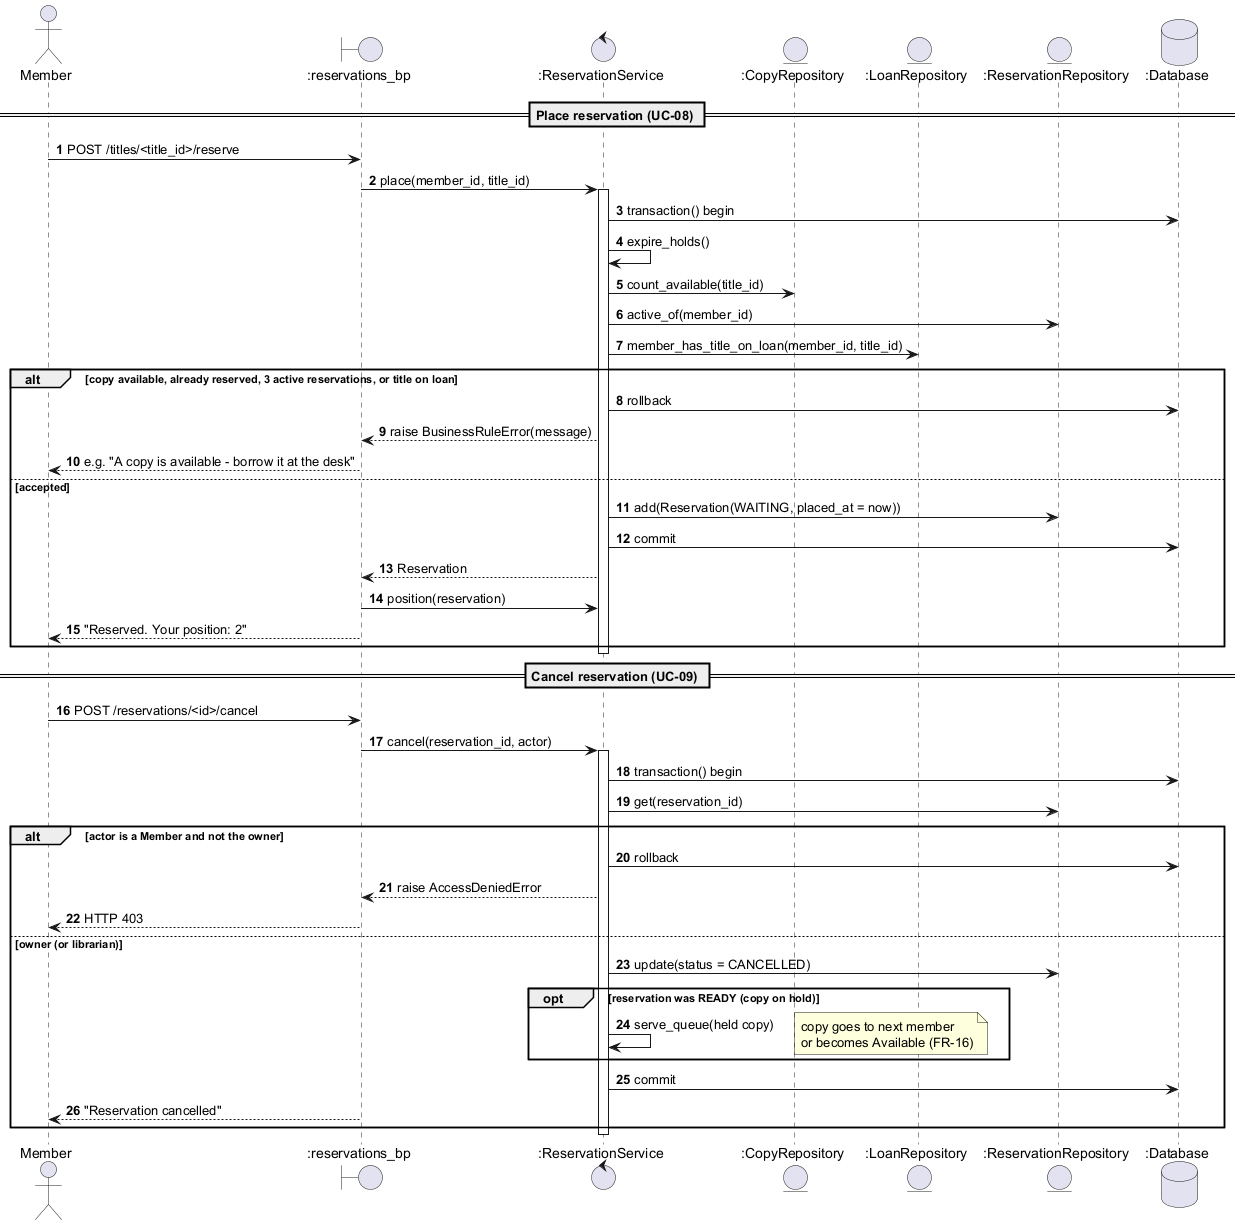 Member
:reservations_bp
:ReservationService
:CopyRepository
:LoanRepository
:ReservationRepository
:Database
Place reservation (UC-08)
1 POST /titles/<title_id>/reserve
2 place(member_id, title_id)
3 transaction() begin
4 expire_holds()
5 count_available(title_id)
6 active_of(member_id)
7 member_has_title_on_loan(member_id, title_id)
alt [copy available, already reserved, 3 active reservations, or title on loan]
8 rollback
9 raise BusinessRuleError(message)
10 e.g. "A copy is available - borrow it at the desk"
[accepted]
11 add(Reservation(WAITING, placed_at = now))
12 commit
13 Reservation
14 position(reservation)
15 "Reserved. Your position: 2"
Cancel reservation (UC-09)
16 POST /reservations/<id>/cancel
17 cancel(reservation_id, actor)
18 transaction() begin
19 get(reservation_id)
alt [actor is a Member and not the owner]
20 rollback
21 raise AccessDeniedError
22 HTTP 403
[owner (or librarian)]
23 update(status = CANCELLED)
opt [reservation was READY (copy on hold)]
24 serve_queue(held copy)
copy goes to next member
or becomes Available (FR-16)
25 commit
26 "Reservation cancelled"
Member
:reservations_bp
:ReservationService
:CopyRepository
:LoanRepository
:ReservationRepository
:Database